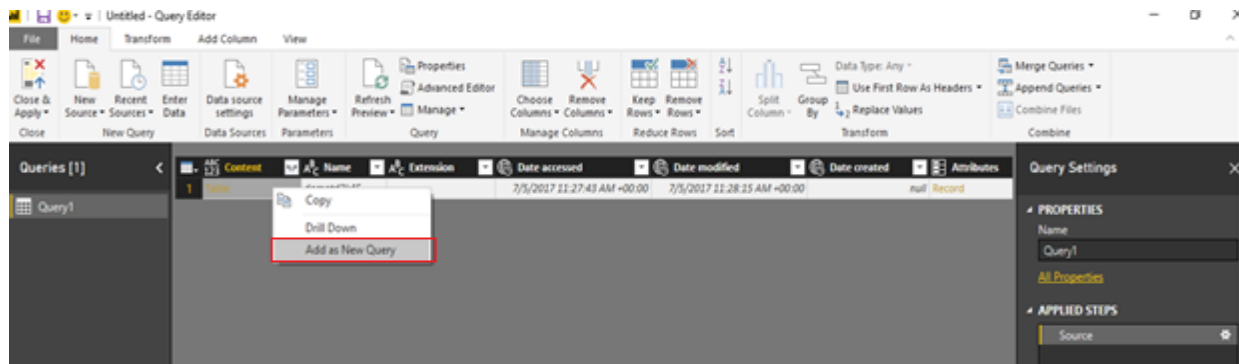 Untitled - Query Editor
File Home Transform Add Column View
Close & Apply
New Source
Recent Sources
Enter Data
Data source settings
Manage Parameters
Refresh Preview
Properties
Advanced Editor
Manage
Choose Columns
Remove Columns
Keep Rows
Remove Rows
Split Column
Group By
Data Type: Any
Use First Row As Headers
Replace Values
Merge Queries
Append Queries
Combine Files
Close New Query Data Sources Parameters Query Manage Columns Reduce Rows Sort Transform Combine
Queries [1]
Query1
Content Name Extension Date accessed Date modified Date created Attributes
1 7/5/2017 11:27:43 AM +00:00 7/5/2017 11:28:15 AM +00:00 null Record
Copy
Drill Down
Add as New Query
Query Settings
PROPERTIES
Name
Query1
All Properties
APPLIED STEPS
Source